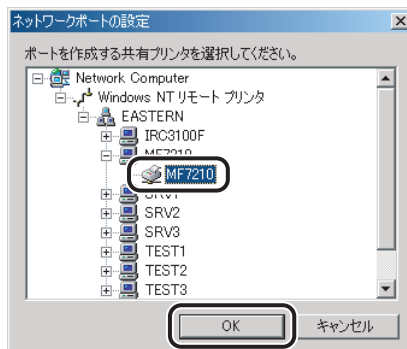 ネットワークポートの設定
ポートを作成する共有プリンタを選択してください。
Network Computer
Windows NT リモート プリンタ
EASTERN
IRC3100F
MF7210
MF7210
SRV1
SRV2
SRV3
TEST1
TEST2
TEST3
OK
キャンセル